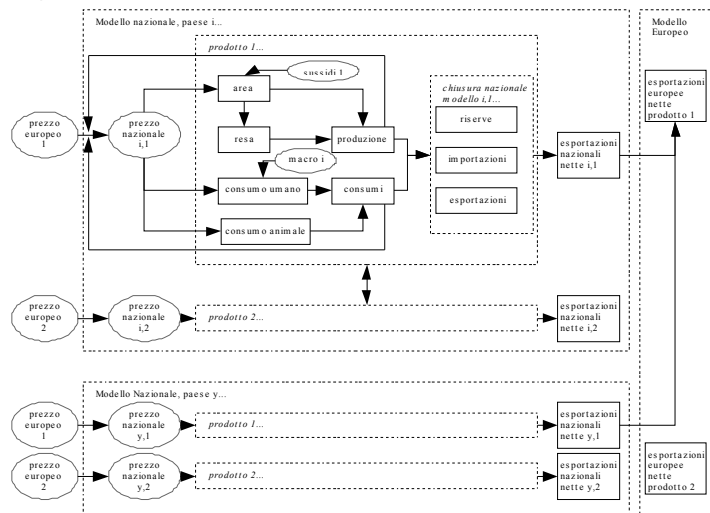 Modello nazionale, paese i...
Modello
Europeo
prodotto 1...
sussidi 1
area
chiusura nazionale
modello i,1...
riserve
esportazioni
europee
nette
prodotto 1
prezzo
europeo
1
prezzo
nazionale
i,1
resa
produzione
macro i
importazioni
esportazioni
nazionali
nette i,1
consumo umano
consumi
esportazioni
consumo animale
prezzo
europeo
2
prezzo
nazionale
i,2
prodotto 2...
esportazioni
nazionali
nette i,2
Modello Nazionale, paese y...
prezzo
europeo
1
prezzo
nazionale
y,1
prodotto 1...
esportazioni
nazionali
nette y,1
prezzo
europeo
2
prezzo
nazionale
y,2
prodotto 2...
esportazioni
nazionali
nette y,2
esportazioni
europee
nette
prodotto 2